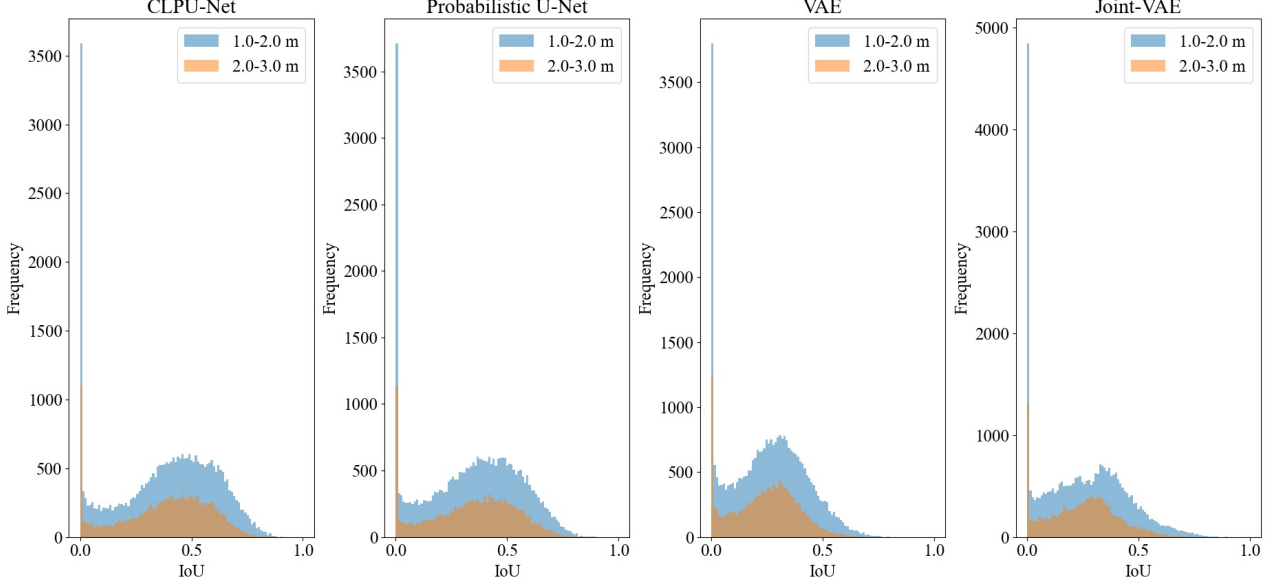 CLPU-Net
1.0-2.0 m
2.0-3.0 m
3500
3000
2500
2000
1500
1000
500
0
Frequency
0.0 0.5 1.0
IoU
Probabilistic U-Net
1.0-2.0 m
2.0-3.0 m
3500
3000
2500
2000
1500
1000
500
0
Frequency
0.0 0.5 1.0
IoU
VAE
1.0-2.0 m
2.0-3.0 m
3500
3000
2500
2000
1500
1000
500
0
Frequency
0.0 0.5 1.0
IoU
Joint-VAE
1.0-2.0 m
2.0-3.0 m
5000
4000
3000
2000
1000
0
Frequency
0.0 0.5 1.0
IoU